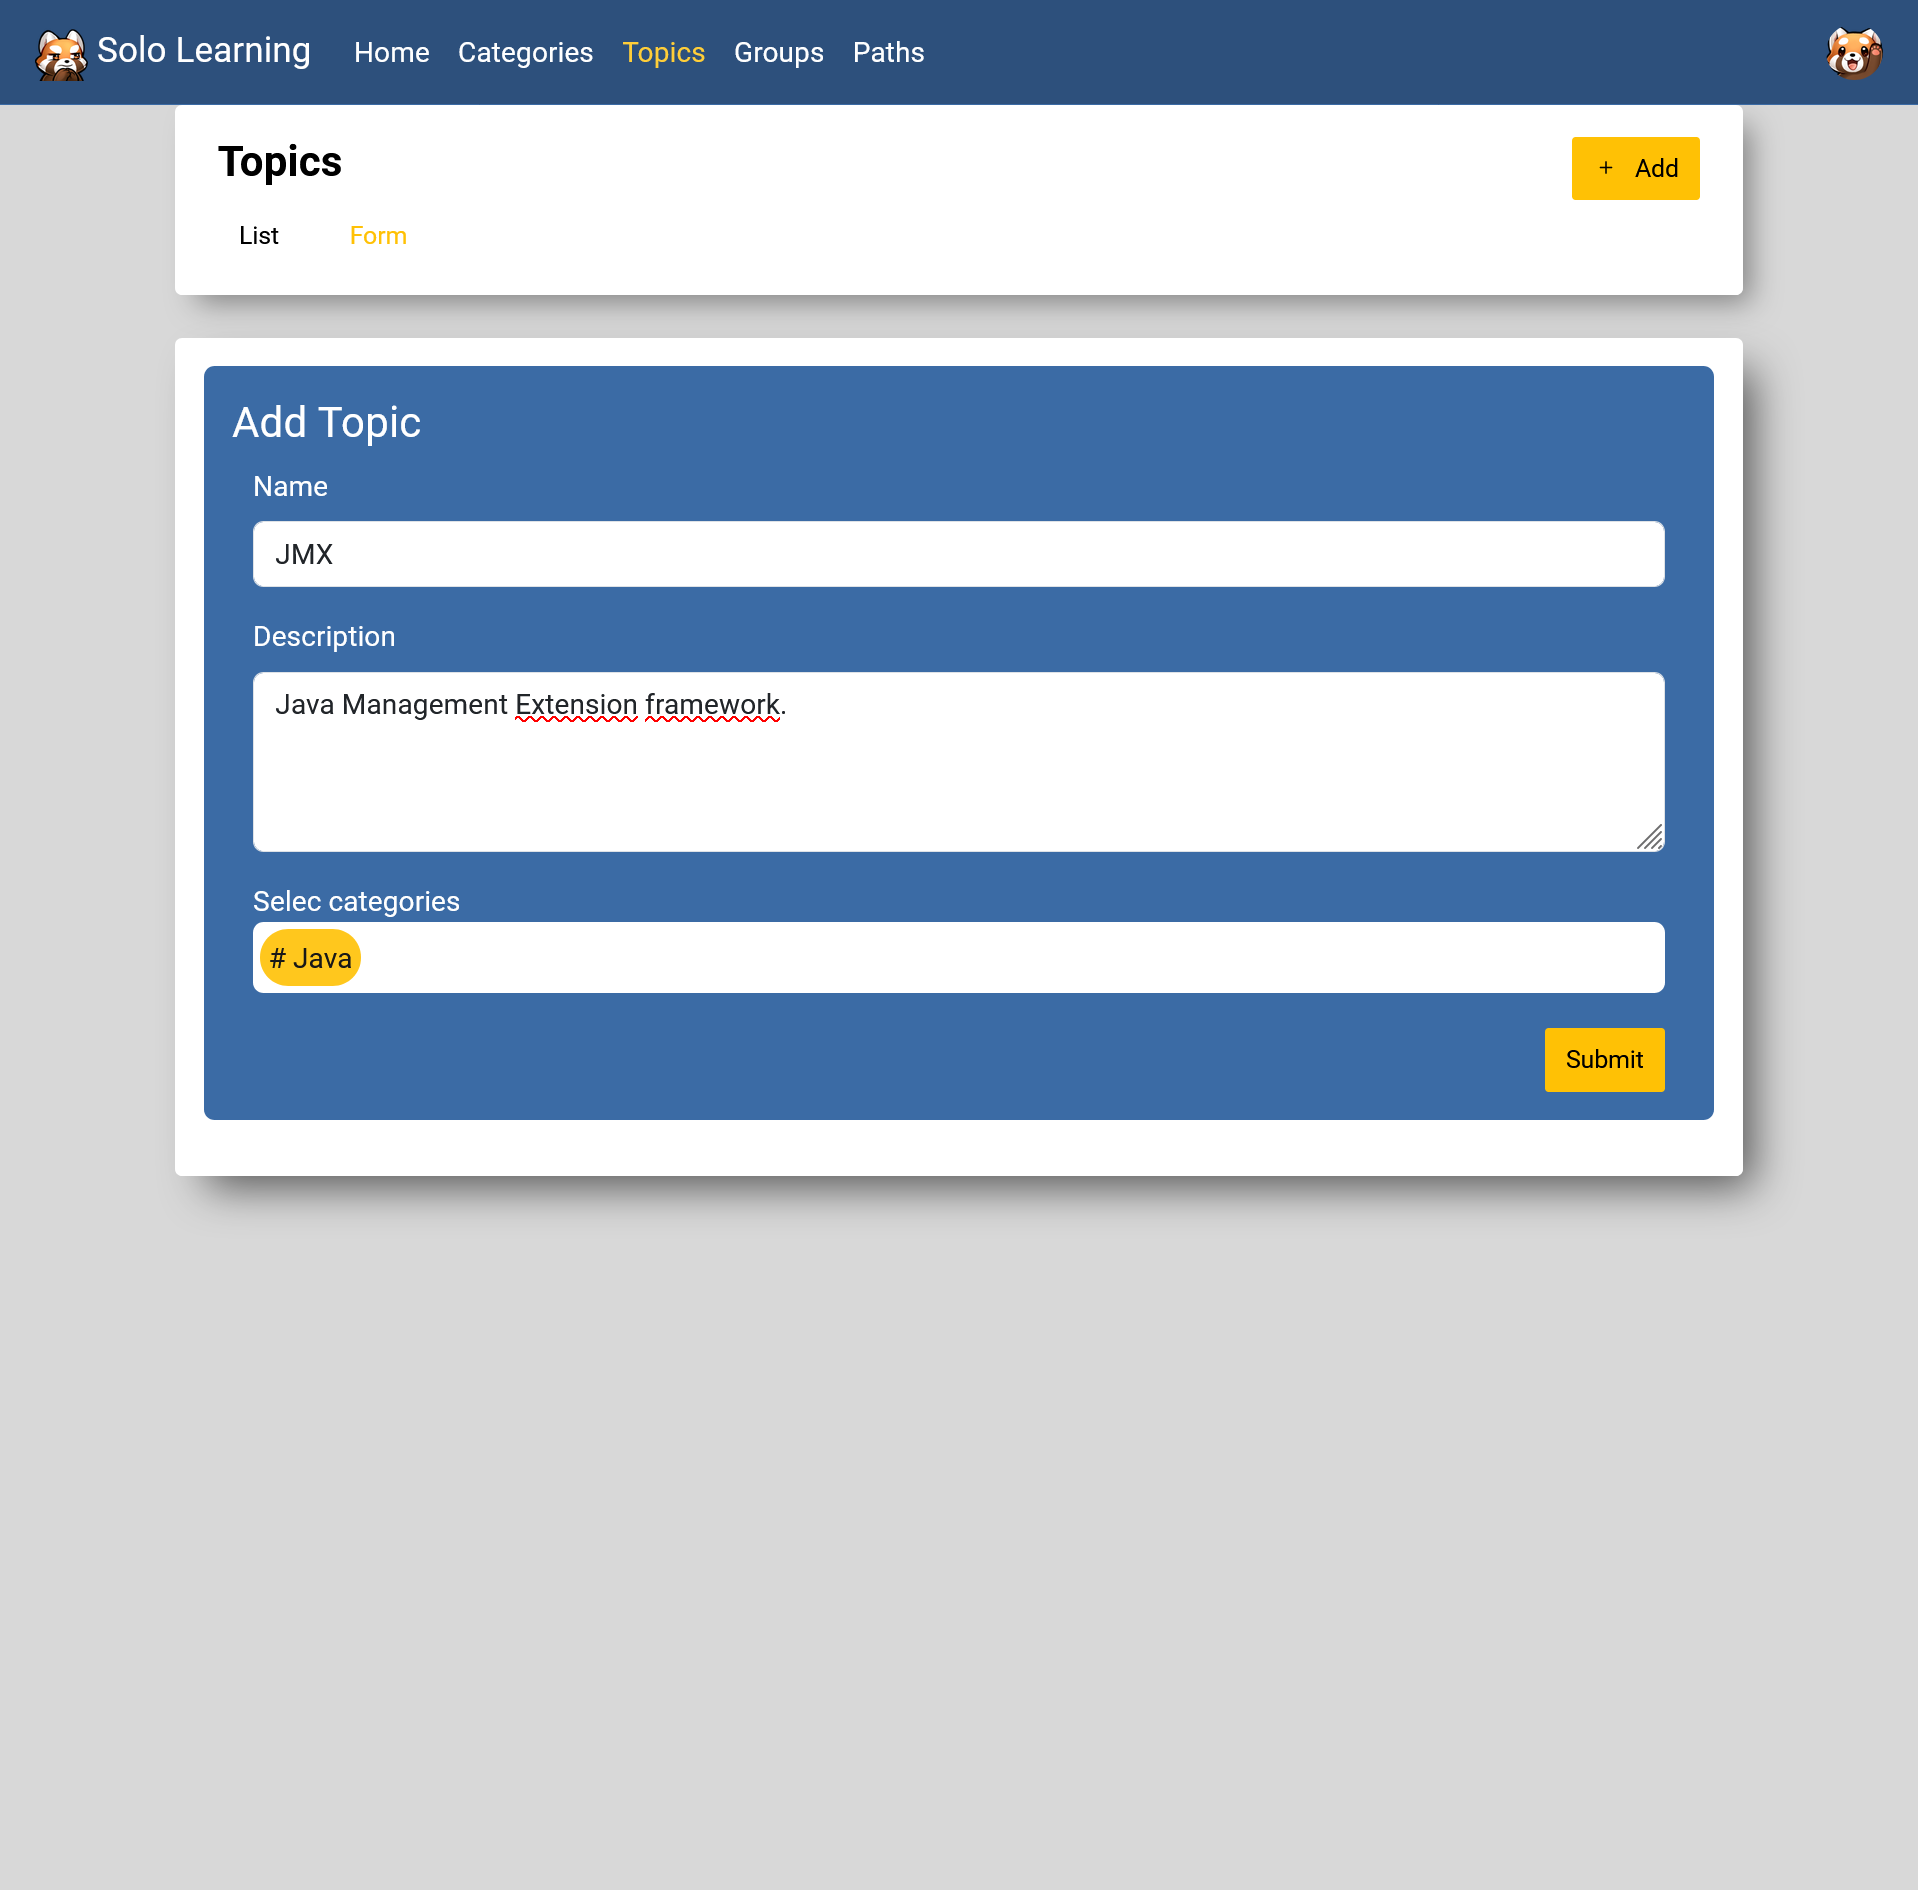 Solo Learning Home Categories Topics Groups Paths
Topics
+ Add
List Form
Add Topic
Name
JMX
Description
Java Management Extension framework.
Selec categories
# Java
Submit